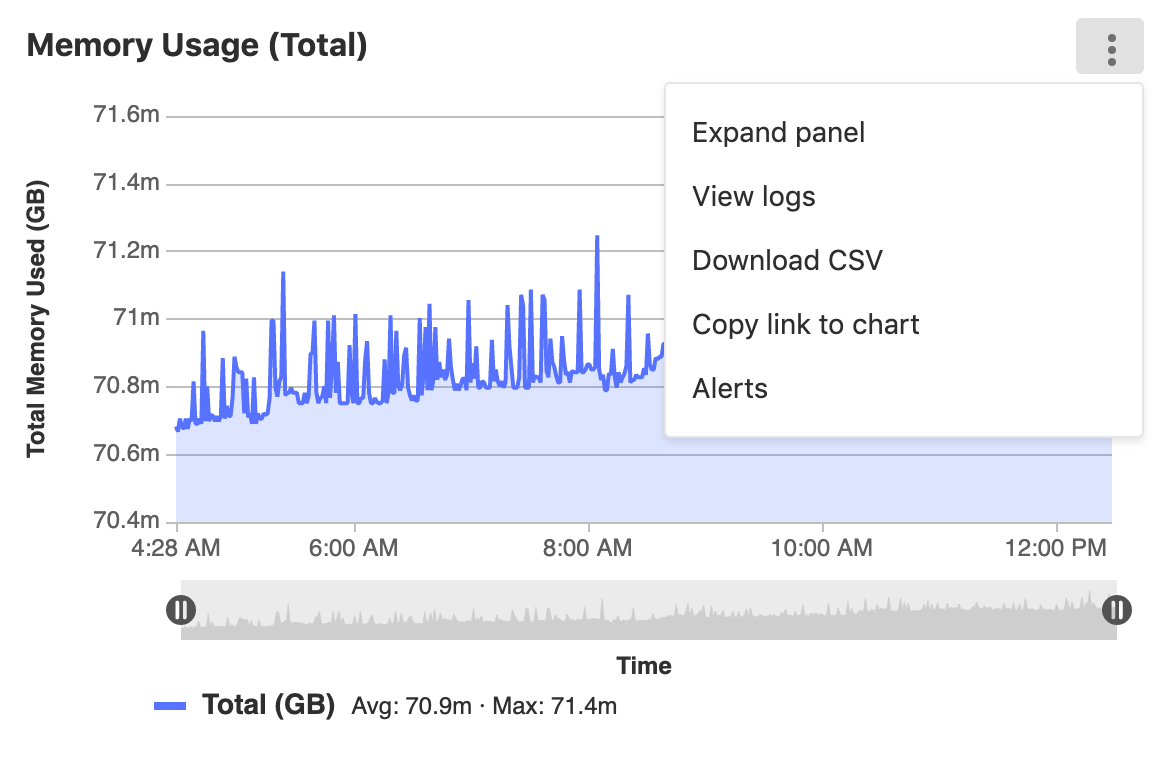 Memory Usage (Total)
Expand panel
View logs
Download CSV
Copy link to chart
Alerts
Total Memory Used (GB)
71.6m
71.4m
71.2m
71m
70.8m
70.6m
70.4m
4:28 AM 6:00 AM 8:00 AM 10:00 AM 12:00 PM
Time
Total (GB) Avg: 70.9m · Max: 71.4m